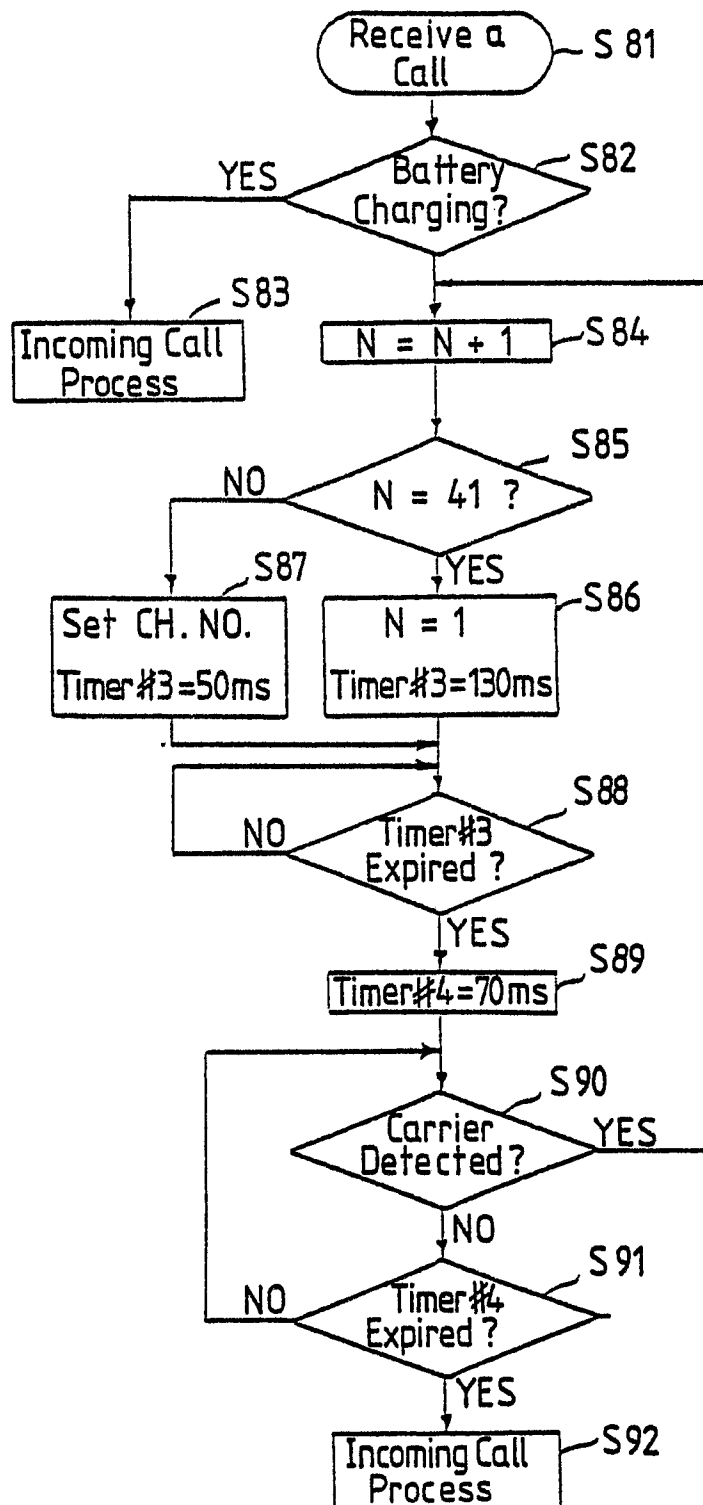 Receive a
Call
S 81
Battery
Charging?
S82
YES
S83
Incoming Call
Process
N = N + 1
S84
N = 41 ?
S85
NO
YES
S87
Set CH. NO.
Timer#3=50ms
S86
N = 1
Timer#3=130ms
S88
Timer#3
Expired ?
NO
YES
S89
Timer#4=70ms
S90
Carrier
Detected?
YES
NO
S91
Timer#4
Expired?
NO
YES
Incoming Call
Process
S92